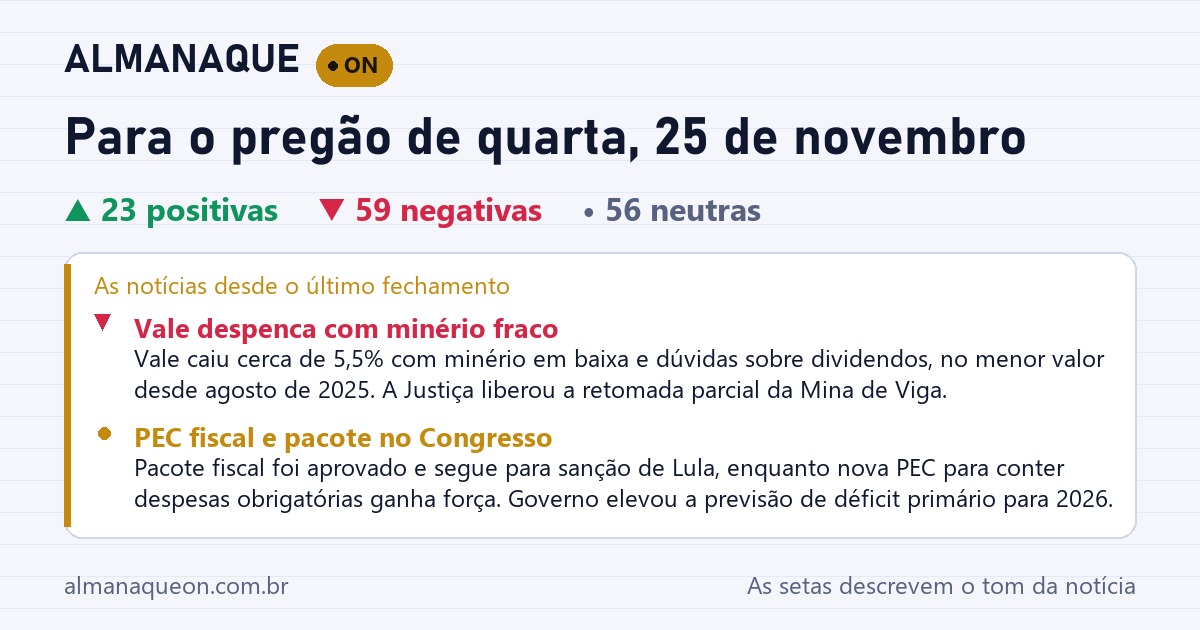 ALMANAQUE • ON
Para o pregão de quarta, 25 de novembro
▲ 23 positivas ▼ 59 negativas • 56 neutras
As notícias desde o último fechamento
▼ Vale despenca com minério fraco
Vale caiu cerca de 5,5% com minério em baixa e dúvidas sobre dividendos, no menor valor
desde agosto de 2025. A Justiça liberou a retomada parcial da Mina de Viga.
• PEC fiscal e pacote no Congresso
Pacote fiscal foi aprovado e segue para sanção de Lula, enquanto nova PEC para conter
despesas obrigatórias ganha força. Governo elevou a previsão de déficit primário para 2026.
almanaqueon.com.br
As setas descrevem o tom da notícia